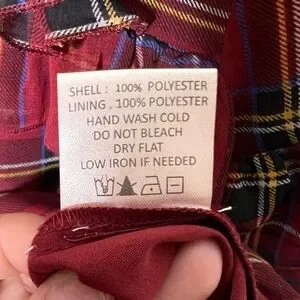 SHELL : 100% POLYESTER
LINING . 100% POLYESTER
HAND WASH COLD
DO NOT BLEACH
DRY FLAT
LOW IRON IF NEEDED